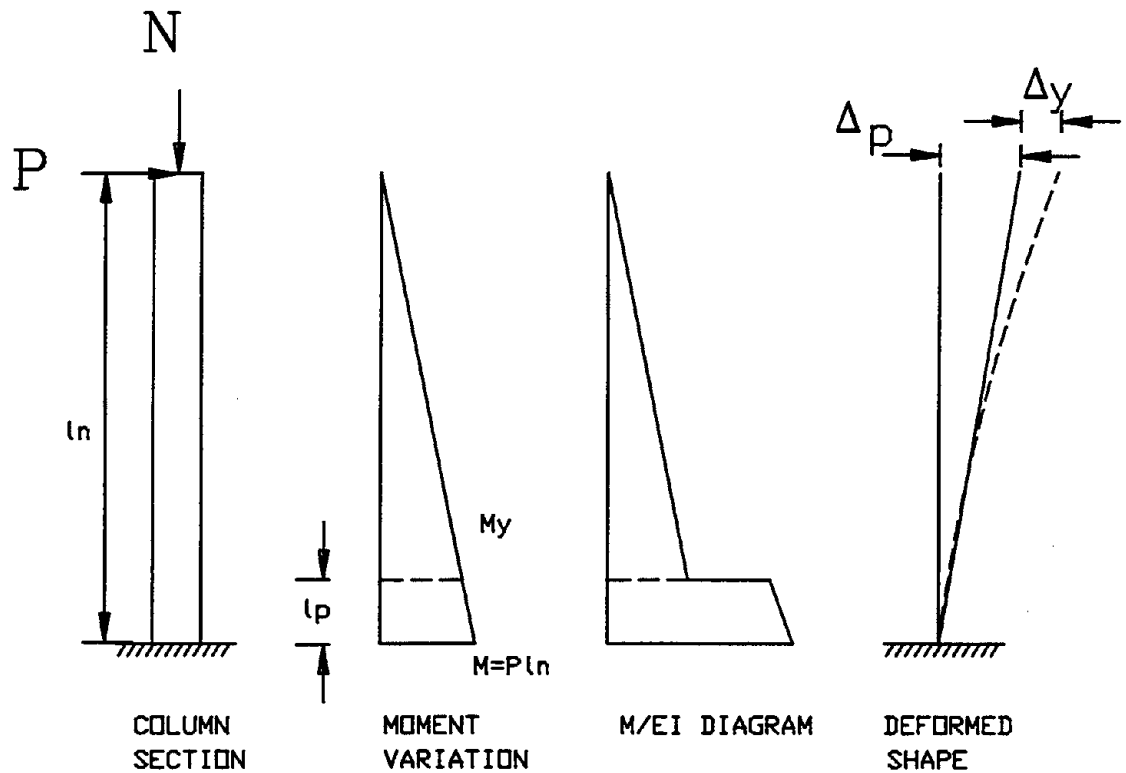 N
P
Δp
Δy
ln
lp
My
M=Pln
COLUMN
SECTION
MOMENT
VARIATION
M/EI DIAGRAM
DEFORMED
SHAPE